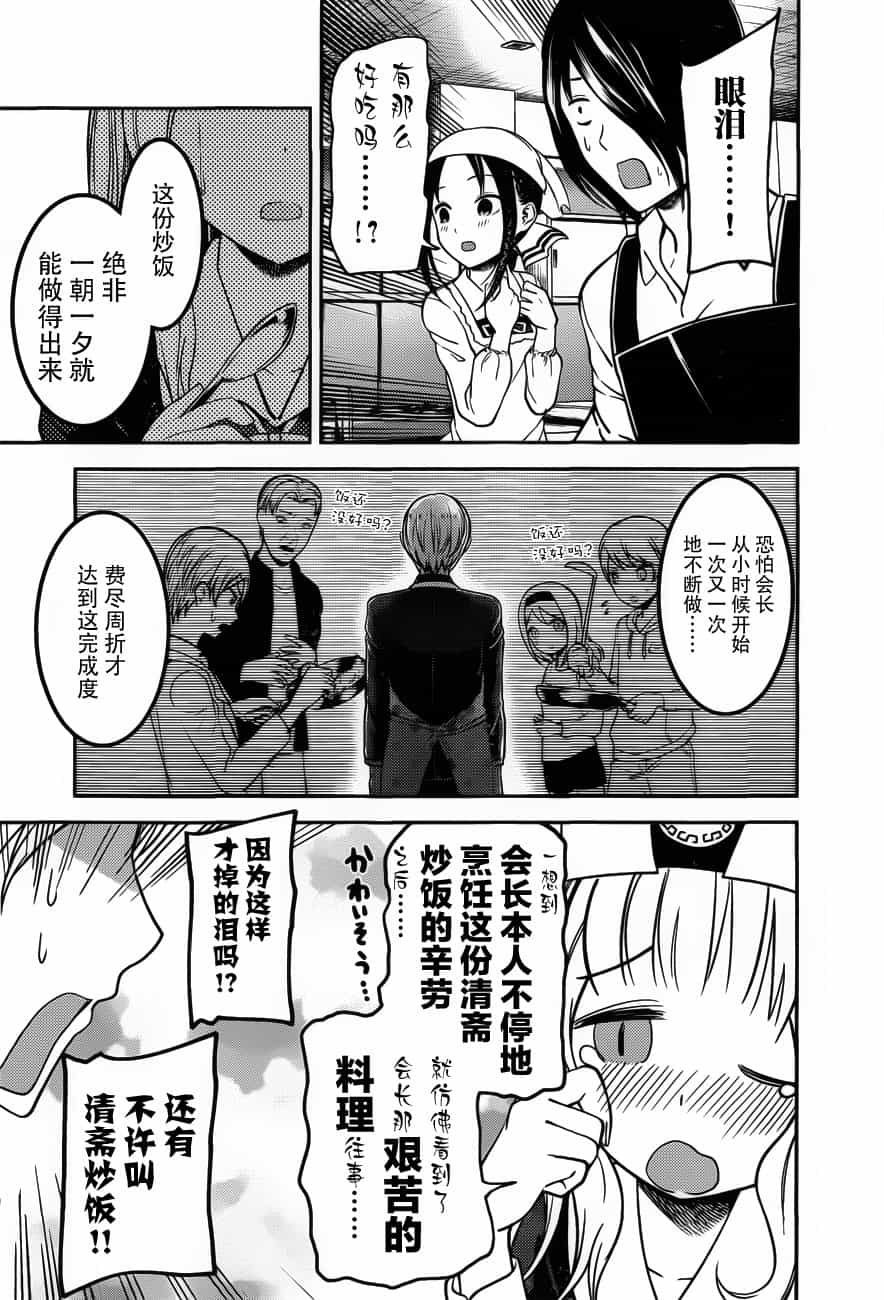 眼泪……！
有那么
好吃吗
……!?
这份炒饭
绝非
一朝一夕就
能做得出来
恐怕会长
从小时候开始
一次又一次
地不断做……
饭还
没好吗？
饭还
没好吗？
费尽周折才
达到这完成度
一想到
会长本人不停地
烹饪这份清斋
炒饭的辛劳
之后……
かわいそう…
因为这样
才掉的泪吗!?
就仿佛看到了
会长那艰苦的
料理往事……
还有
不许叫
清斋炒饭!!